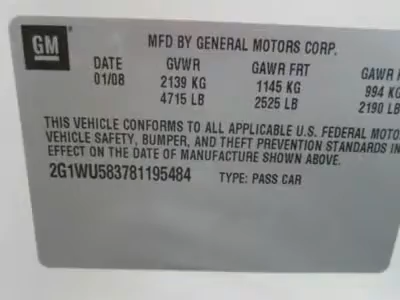 GM
MFD BY GENERAL MOTORS CORP.
DATE GVWR GAWR FRT GAWR
01/08 2139 KG 1145 KG 994 KG
4715 LB 2525 LB 2190 LB
THIS VEHICLE CONFORMS TO ALL APPLICABLE U.S. FEDERAL MOTO
VEHICLE SAFETY, BUMPER, AND THEFT PREVENTION STANDARDS IN
EFFECT ON THE DATE OF MANUFACTURE SHOWN ABOVE.
2G1WU583781195484 TYPE: PASS CAR